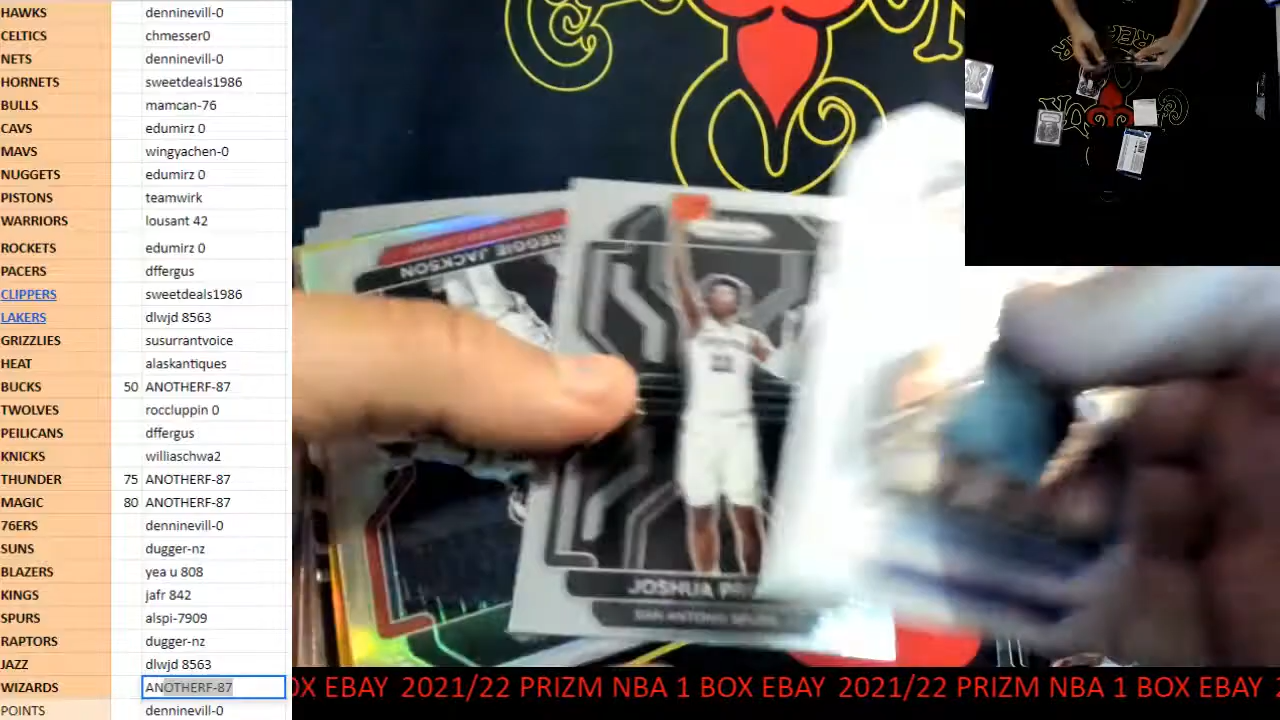 HAWKS denninevill-0
CELTICS chmesser0
NETS denninevill-0
HORNETS sweetdeals1986
BULLS mamcan-76
CAVS edumirz 0
MAVS wingyachen-0
NUGGETS edumirz 0
PISTONS teamwirk
WARRIORS lousant 42
ROCKETS edumirz 0
PACERS dffergus
CLIPPERS sweetdeals1986
LAKERS dlwjd 8563
GRIZZLIES susurrantvoice
HEAT alaskantiques
BUCKS 50 ANOTHERF-87
TWOLVES roccluppin 0
PEILICANS dffergus
KNICKS williaschwa2
THUNDER 75 ANOTHERF-87
MAGIC 80 ANOTHERF-87
76ERS denninevill-0
SUNS dugger-nz
BLAZERS yea u 808
KINGS jafr 842
SPURS alspi-7909
RAPTORS dugger-nz
JAZZ dlwjd 8563
WIZARDS ANOTHERF-87
POINTS denninevill-0
REGGIE JACKSON
JOSHUA
SAN ANTONIO SPURS
OX EBAY 2021/22 PRIZM NBA 1 BOX EBAY 2021/22 PRIZM NBA 1 BOX EBAY